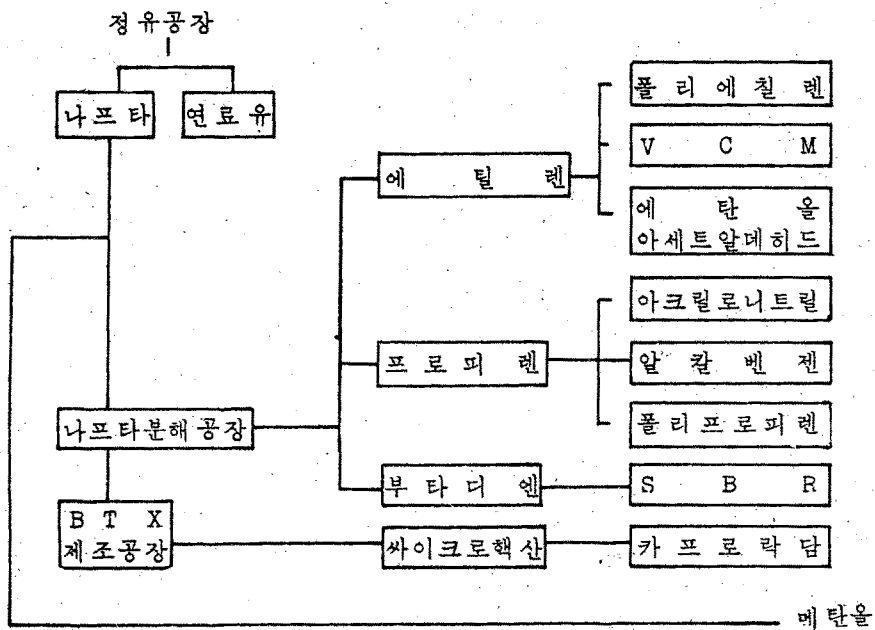 정유공장
나프타
연료유
폴리에칠렌
V C M
에틸렌
에탄올
아세트알데히드
아크릴로니트릴
프로피렌
알칼벤젠
나프타분해공장
폴리프로피렌
부타디엔
S B R
B T X
제조공장
싸이크로핵산
카프로락담
메탄올